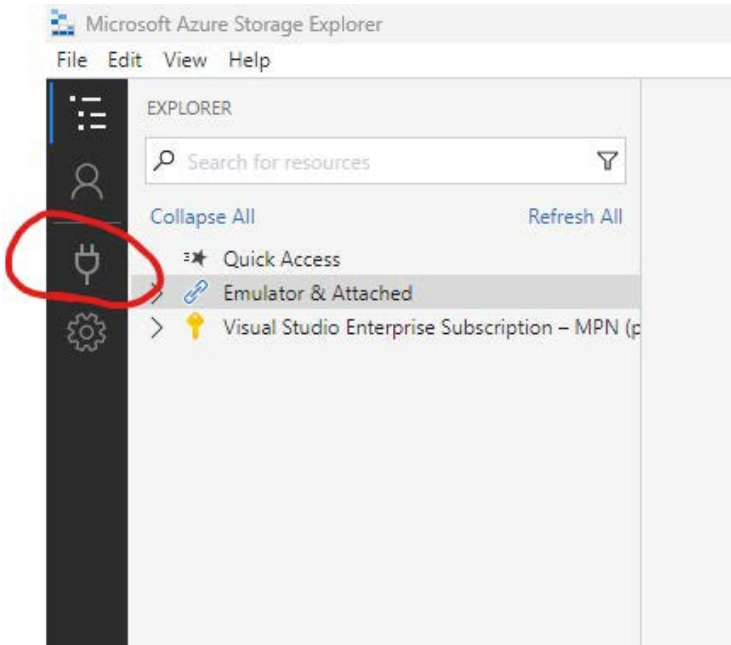 Microsoft Azure Storage Explorer
File Edit View Help
EXPLORER
Search for resources
Collapse All Refresh All
Quick Access
Emulator & Attached
Visual Studio Enterprise Subscription – MPN (p